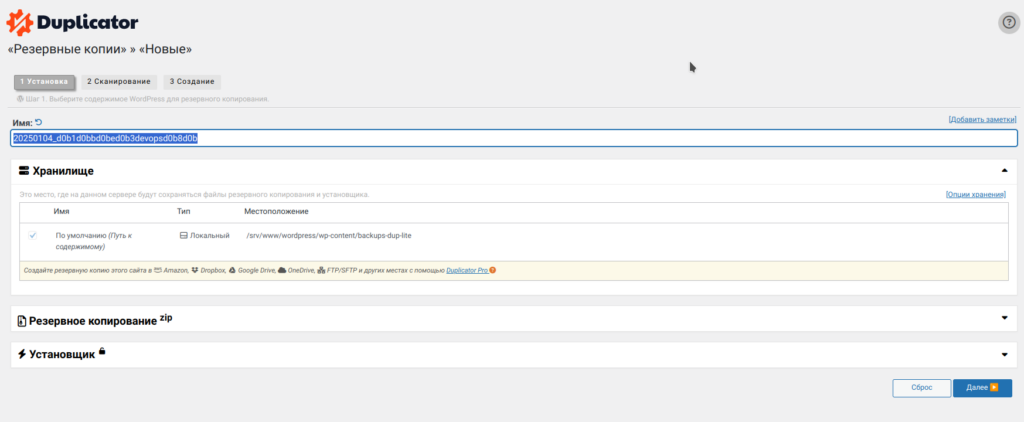 Duplicator
«Резервные копии» » «Новые»
1 Установка 2 Сканирование 3 Создание
Шаг 1. Выберите содержимое WordPress для резервного копирования.
Имя: [Добавить заметки]
20250104_d0b1d0bbd0bed0b3devopsd0b8d0b
Хранилище
Это место, где на данном сервере будут сохраняться файлы резервного копирования и установщика. [Опции хранения]
Имя Тип Местоположение
По умолчанию (Путь к Локальный /srv/www/wordpress/wp-content/backups-dup-lite
содержимому)
Создайте резервную копию этого сайта в Amazon, Dropbox, Google Drive, OneDrive, FTP/SFTP и других местах с помощью Duplicator Pro
Резервное копирование zip
Установщик
Сброс Далее